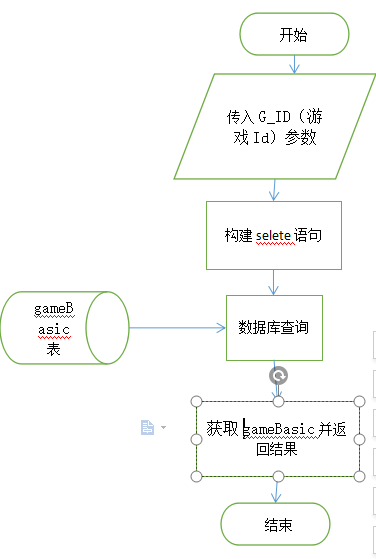 开始
传入 G_ID（游
戏 Id）参数
构建 selete 语句
gameB
asic
表
数据库查询
获取 gameBasic 并返
回结果
结束